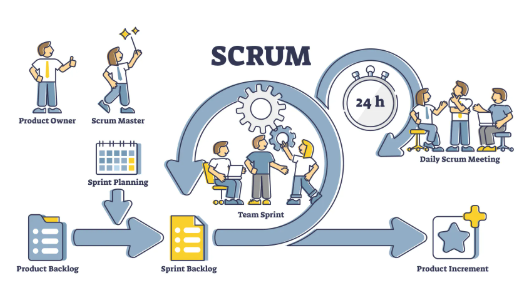 SCRUM
Product Owner
Scrum Master
24 h
Daily Scrum Meeting
Sprint Planning
Team Sprint
Product Backlog
Sprint Backlog
Product Increment